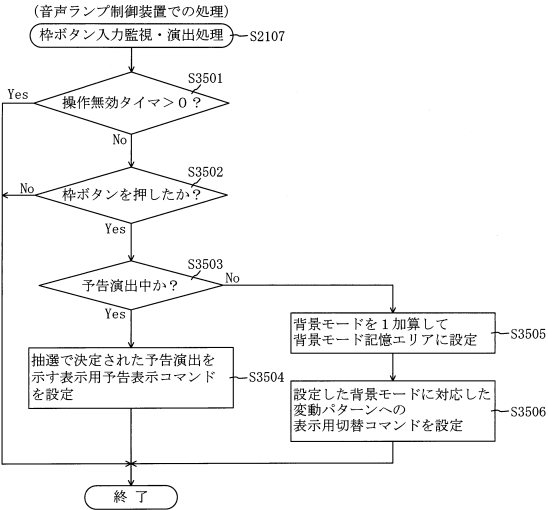 (音声ランプ制御装置での処理)
枠ボタン入力監視・演出処理
S2107
S3501
Yes
操作無効タイマ>0?
No
S3502
No
枠ボタンを押したか?
Yes
S3503
予告演出中か?
No
Yes
背景モードを1加算して
背景モード記憶エリアに設定
S3505
抽選で決定された予告演出を
示す表示用予告表示コマンド
を設定
S3504
設定した背景モードに対応した
変動パターンへの
表示用切替コマンドを設定
S3506
終了